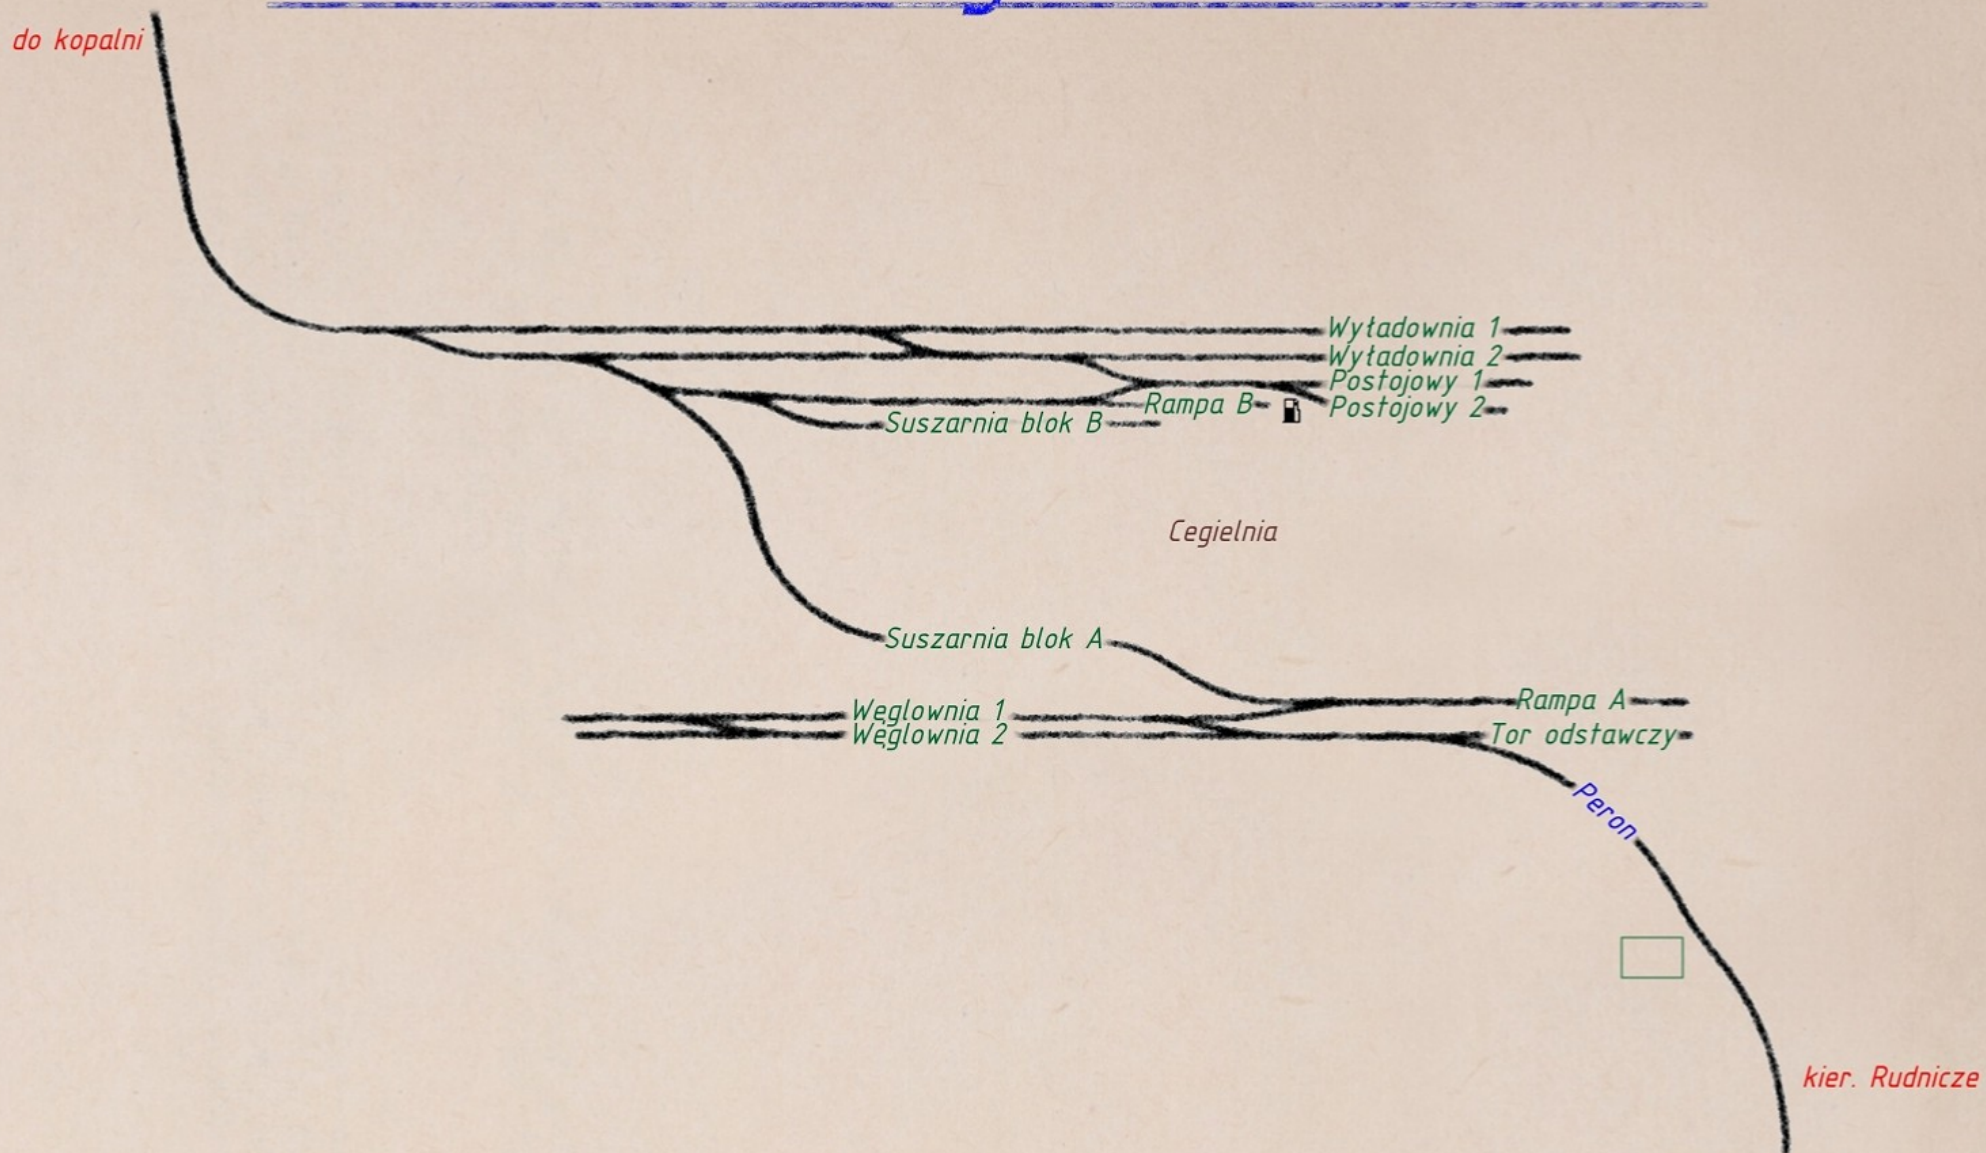 do kopalni
Wyładownia 1
Wyładownia 2
Postojowy 1
Rampa B
Postojowy 2
Suszarnia blok B
Cegielnia
Suszarnia blok A
Rampa A
Węglownia 1
Węglownia 2
Tor odstawczy
Peron
kier. Rudnicze